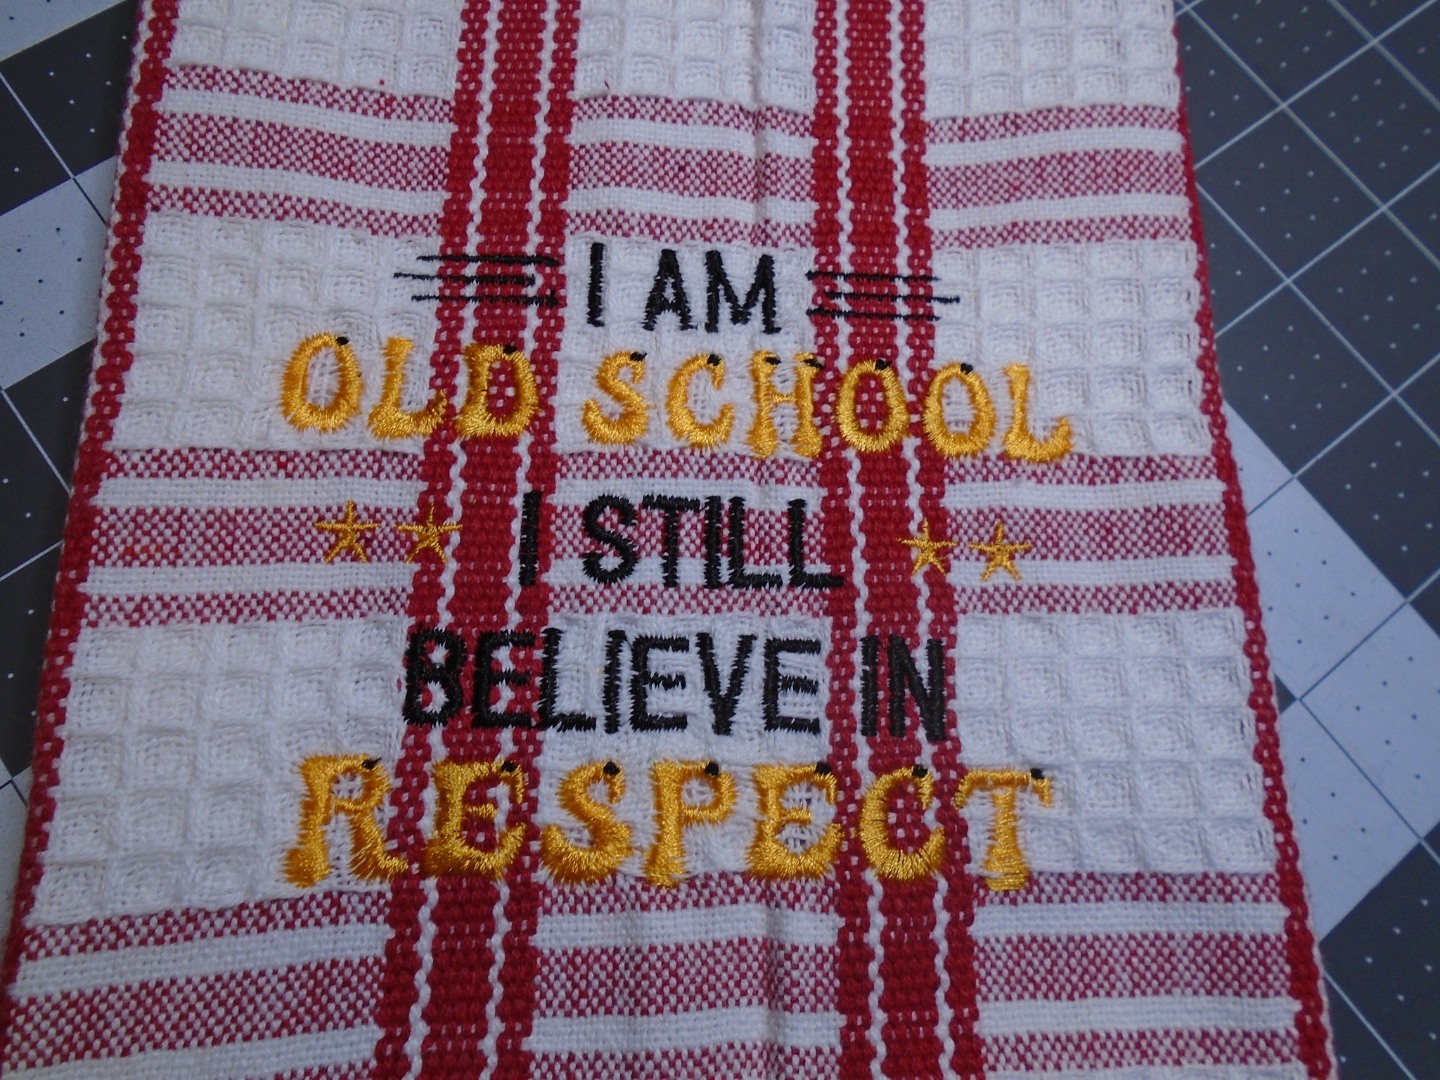 I AM
OLD SCHOOL
I STILL
BELIEVE IN
RESPECT